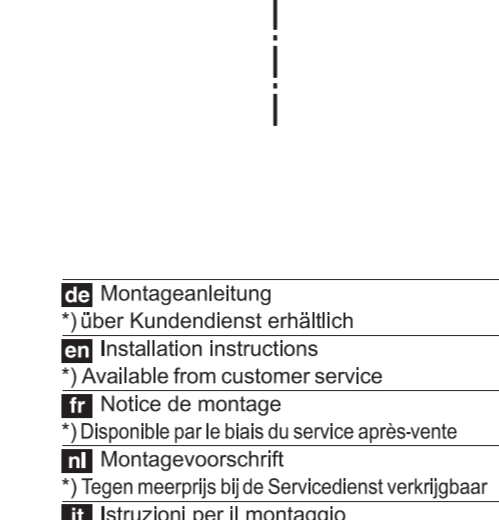 de Montageanleitung
*) über Kundendienst erhältlich
en Installation instructions
*) Available from customer service
fr Notice de montage
*) Disponible par le biais du service après-vente
nl Montagevoorschrift
*) Tegen meerprijs bij de Servicedienst verkrijgbaar
it Istruzioni per il montaggio